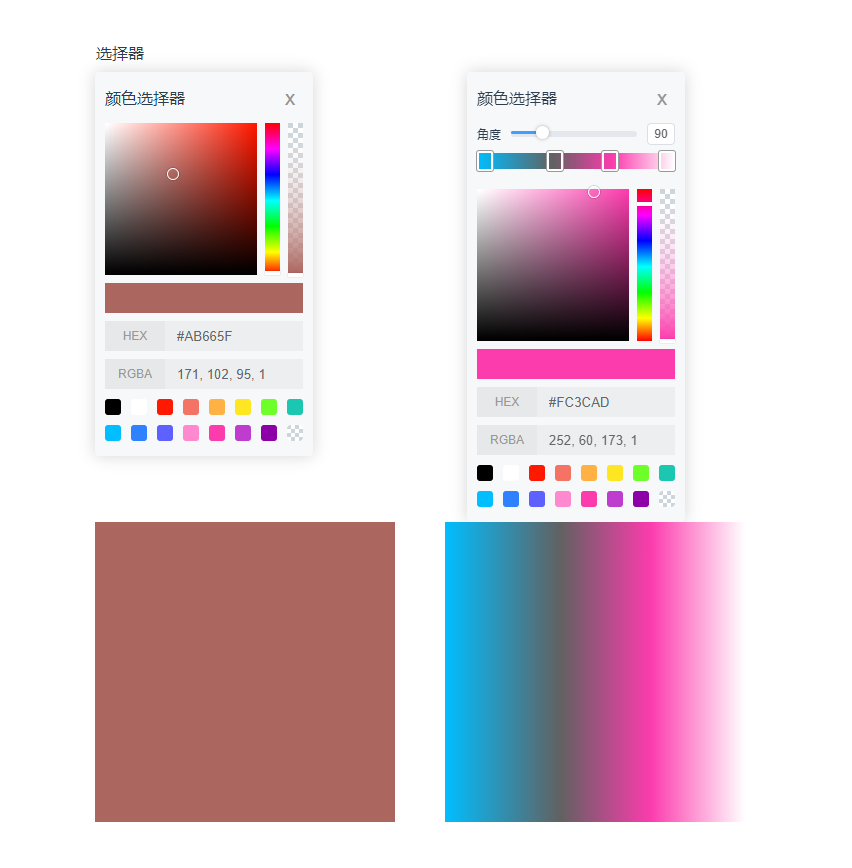 选择器
颜色选择器 X
HEX #AB665F
RGBA 171, 102, 95, 1
颜色选择器 X
角度 90
HEX #FC3CAD
RGBA 252, 60, 173, 1